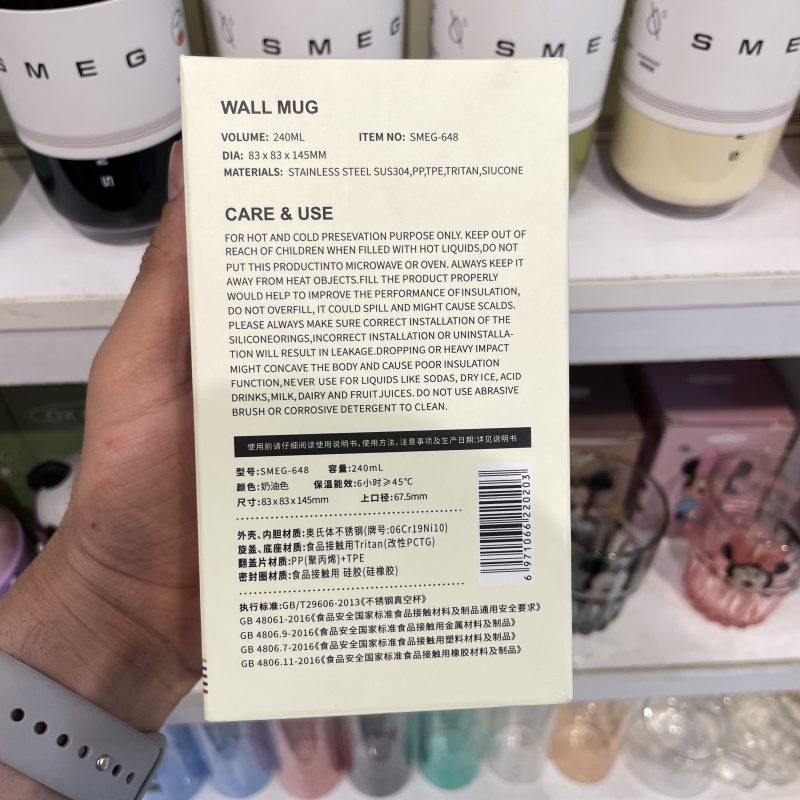 S M E G
S M E G
S M E
S M E
WALL MUG
VOLUME: 240ML ITEM NO: SMEG-648
DIA: 83 x 83 x 145MM
MATERIALS: STAINLESS STEEL SUS304,PP,TPE,TRITAN,SIUCONE
CARE & USE
FOR HOT AND COLD PRESEVATION PURPOSE ONLY. KEEP OUT OF
REACH OF CHILDREN WHEN FILLED WITH HOT LIQUIDS,DO NOT
PUT THIS PRODUCTINTO MICROWAVE OR OVEN. ALWAYS KEEP IT
AWAY FROM HEAT OBJECTS.FILL THE PRODUCT PROPERLY
WOULD HELP TO IMPROVE THE PERFORMANCE OF INSULATION,
DO NOT OVERFILL, IT COULD SPILL AND MIGHT CAUSE SCALDS.
PLEASE ALWAYS MAKE SURE CORRECT INSTALLATION OF THE
SILICONEORINGS,INCORRECT INSTALLATION OR UNINSTALLA-
TION WILL RESULT IN LEAKAGE.DROPPING OR HEAVY IMPACT
MIGHT CONCAVE THE BODY AND CAUSE POOR INSULATION
FUNCTION,NEVER USE FOR LIQUIDS LIKE SODAS, DRY ICE, ACID
DRINKS,MILK,DAIRY AND FRUIT JUICES. DO NOT USE ABRASIVE
BRUSH OR CORROSIVE DETERGENT TO CLEAN.
使用前请仔细阅读使用说明书，使用方法，注意事项及生产日期:详见说明书
型号:SMEG-648 容量:240mL
颜色:奶油色 保温能效:6小时≥45℃
尺寸:83 x 83 x 145mm 上口径:67.5mm
外壳、内胆材质:奥氏体不锈钢(牌号:06Cr19Ni10)
旋盖、底座材质:食品接触用Tritan(改性PCTG)
翻盖片材质:PP(聚丙烯)+TPE
密封圈材质:食品接触用 硅胶(硅橡胶)
6971066220203
执行标准:GB/T29606-2013《不锈钢真空杯》
GB 48061-2016《食品安全国家标准食品接触材料及制品通用安全要求》
GB 4806.9-2016《食品安全国家标准食品接触用金属材料及制品》
GB 4806.7-2016《食品安全国家标准食品接触用塑料材料及制品》
GB 4806.11-2016《食品安全国家标准食品接触用橡胶材料及制品》